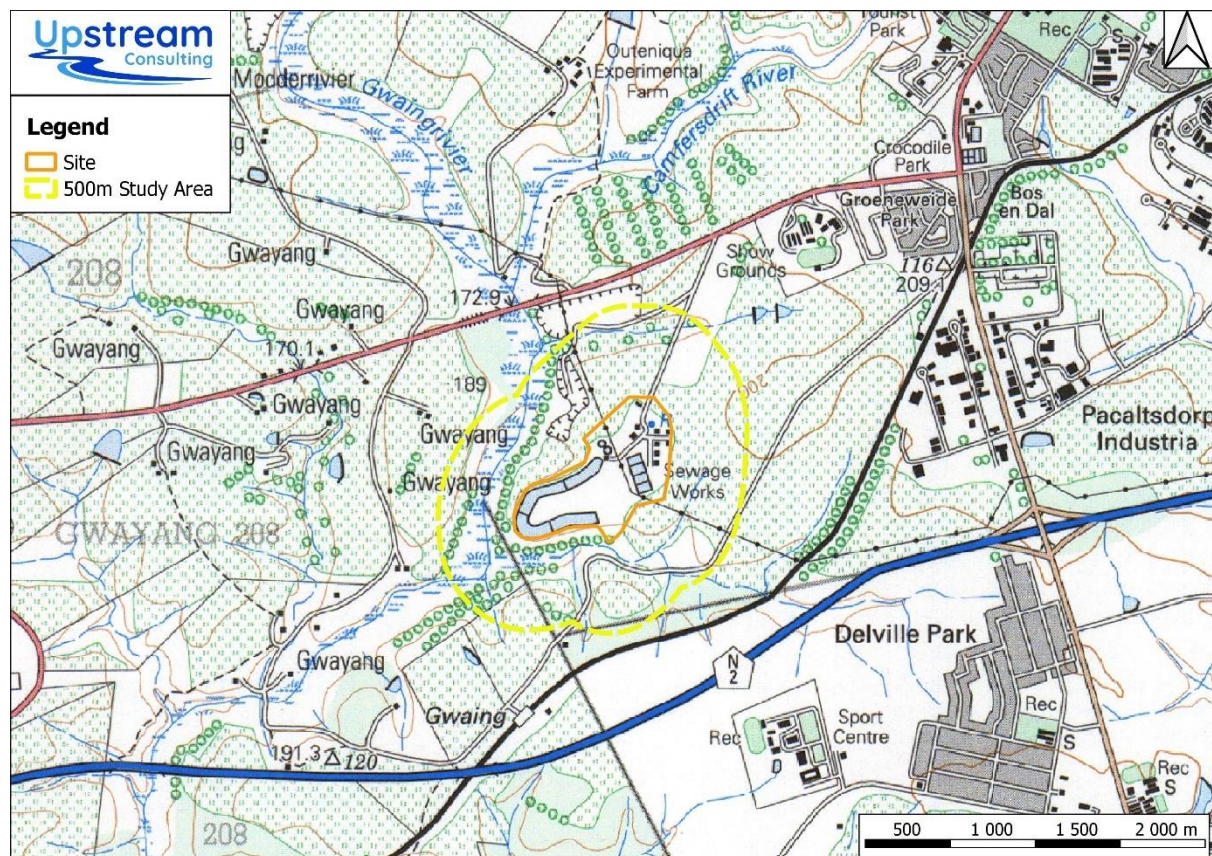 Upstream
Consulting
Legend
Site
500m Study Area
Modderrivier
Gwaingrivier
Outeniqua
Experimental
Farm
Camfersdrift River
Park
Rec
S
Crocodile
Park
Groeneweide
Park
Bos
en Dal
Show
Grounds
116
209.1
208
Gwayang
Gwayang
172.9
Gwayang
170.1
189
Gwayang
Gwayang
Gwayang
Gwayang
Sewage
Works
Pacaltsdorp
Industria
GWAYANG 208
Delville Park
N
2
Gwayang
Gwaing
191.3
120
Rec
Sport
Centre
Rec
S
Rec
S
208
500
1 000
1 500
2 000 m